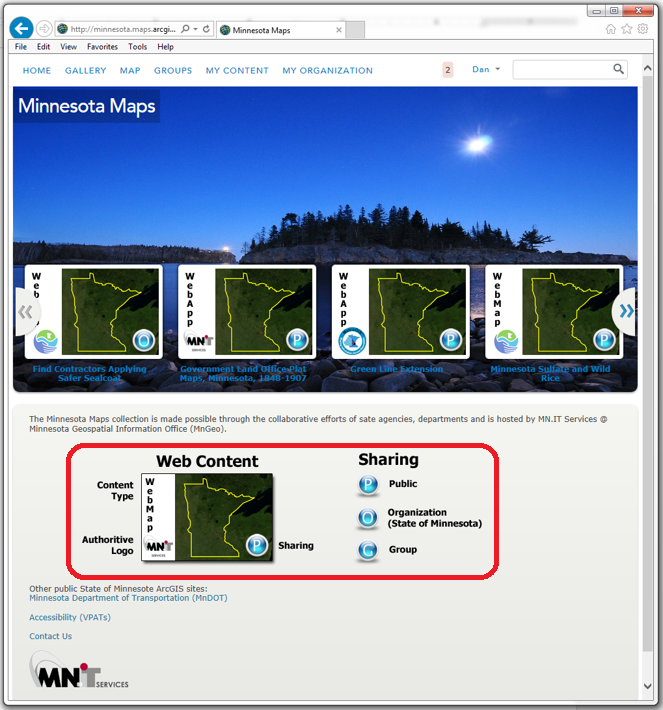 http://minnesota.maps.arcgi...
Minnesota Maps
File Edit View Favorites Tools Help
HOME GALLERY MAP GROUPS MY CONTENT MY ORGANIZATION 2 Dan
Minnesota Maps
Web
WebApp
WebApp
WebMap
O
MNIT
SERVICES
P
P
P
Find Contractors Applying
Safer Sealcoat
Government Land Office Plat
Maps, Minnesota, 1848-1907
Green Line Extension
Minnesota Sulfate and Wild
Rice
The Minnesota Maps collection is made possible through the collaborative efforts of sate agencies, departments and is hosted by MN.IT Services @
Minnesota Geospatial Information Office (MnGeo).
Web Content
Content
Type
WebMap
Authoritive
Logo
MNIT
SERVICES
P
Sharing
Sharing
P Public
O Organization
(State of Minnesota)
G Group
Other public State of Minnesote ArcGIS sites:
Minnesota Department of Transportation (MnDOT)
Accessibility (VPATs)
Contact Us
MNIT SERVICES